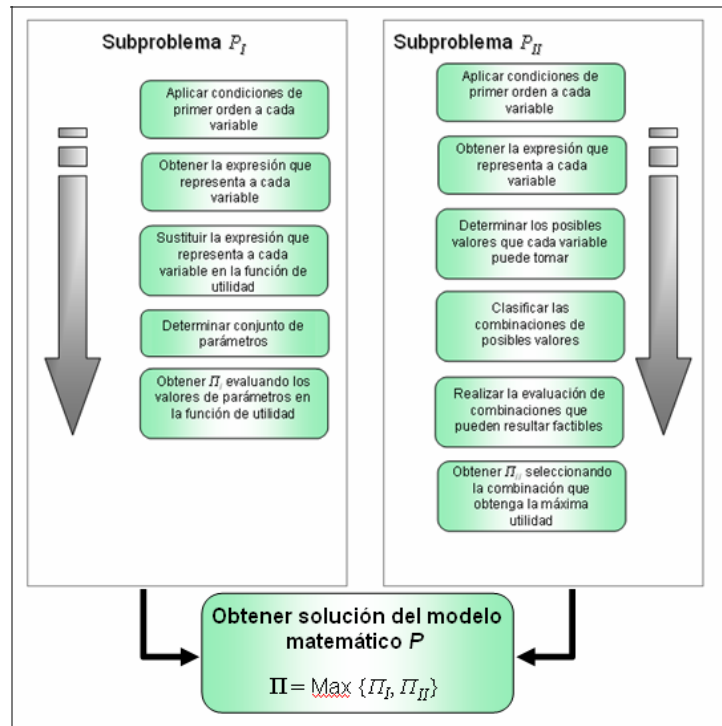 Subproblema P_I
Aplicar condiciones de
primer orden a cada
variable
Obtener la expresión que
representa a cada
variable
Sustituir la expresión que
representa a cada
variable en la función de
utilidad
Determinar conjunto de
parámetros
Obtener Π_I evaluando los
valores de parámetros en
la función de utilidad
Subproblema P_II
Aplicar condiciones de
primer orden a cada
variable
Obtener la expresión que
representa a cada
variable
Determinar los posibles
valores que cada variable
puede tomar
Clasificar las
combinaciones de
posibles valores
Realizar la evaluación de
combinaciones que
pueden resultar factibles
Obtener Π_II seleccionando
la combinación que
obtenga la máxima
utilidad
Obtener solución del modelo
matemático P
Π = Max {Π_I, Π_II}